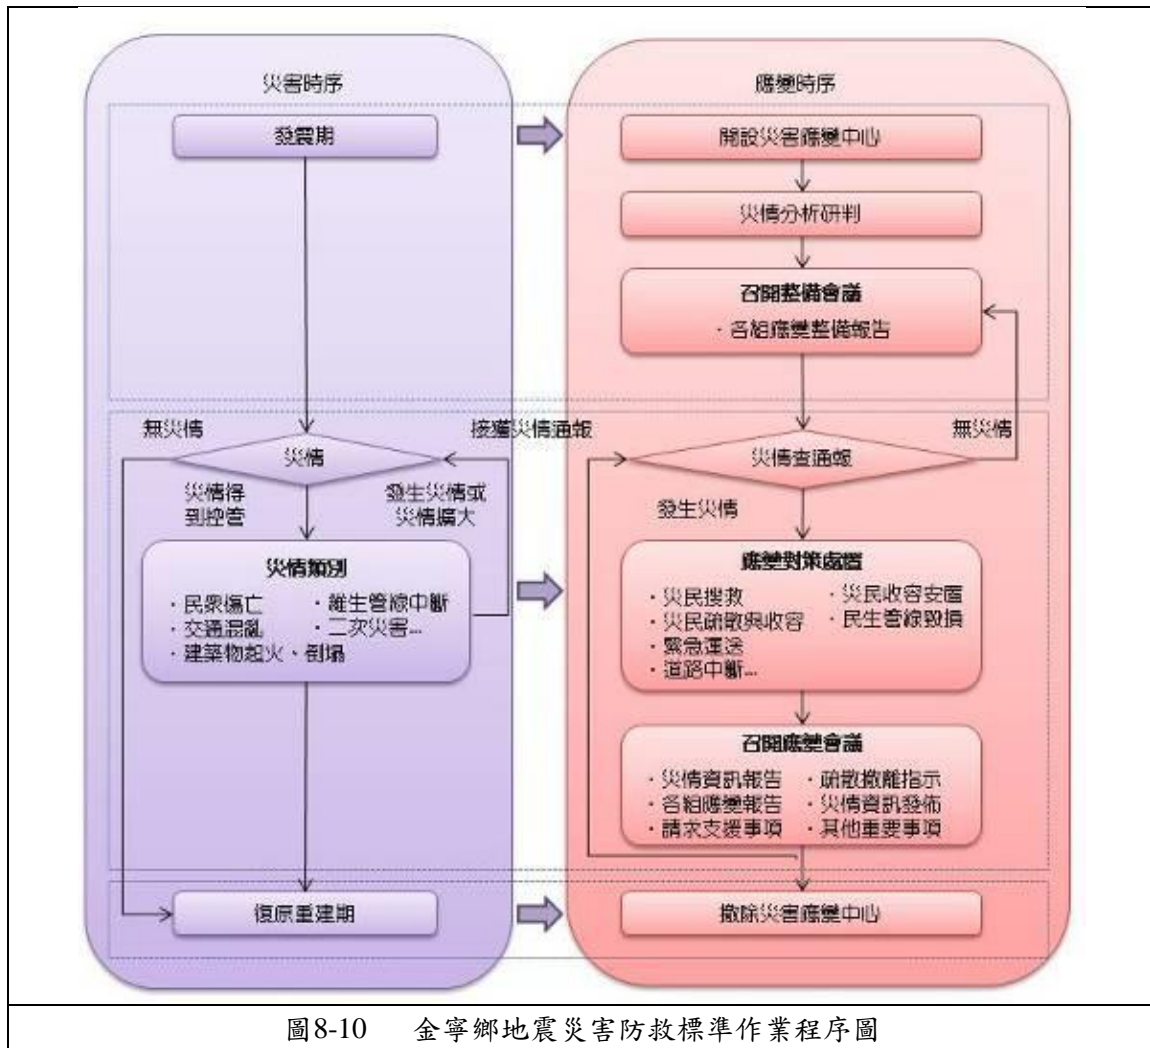 災害時序
應變時序
發震期
開設災害應變中心
災情分析研判
召開整備會議
・各組應變整備報告
無災情
接獲災情通報
無災情
災情
災情查通報
災情得
到控管
發生災情或
災情擴大
發生災情
災情類別
・民眾傷亡 ・維生管線中斷
・交通混亂 ・二次災害…
・建築物起火、倒塌
應變對策處置
・災民搜救 ・災民收容安置
・災民疏散與收容 ・民生管線毀損
・緊急運送
・道路中斷…
召開應變會議
・災情資訊報告 ・疏散撤離指示
・各組應變報告 ・災情資訊發佈
・請求支援事項 ・其他重要事項
復原重建期
撤除災害應變中心
圖8-10 金寧鄉地震災害防救標準作業程序圖